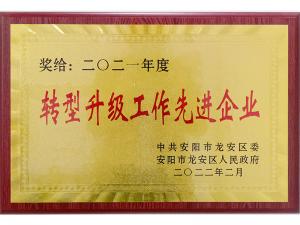 奖给：二〇二一年度
转型升级工作先进企业
中共安阳市龙安区委
安阳市龙安区人民政府
二〇二二年二月